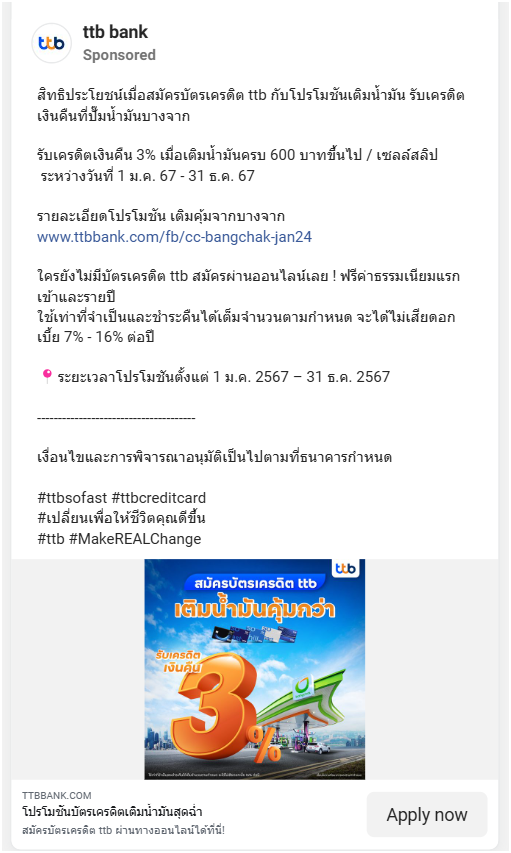 ttb
ttb bank
Sponsored
สิทธิประโยชน์เมื่อสมัครบัตรเครดิต ttb กับโปรโมชันเติมน้ำมัน รับเครดิต
เงินคืนที่ปั๊มน้ำมันบางจาก
รับเครดิตเงินคืน 3% เมื่อเติมน้ำมันครบ 600 บาทขึ้นไป / เซลล์สลิป
ระหว่างวันที่ 1 ม.ค. 67 - 31 ธ.ค. 67
รายละเอียดโปรโมชัน เติมคุ้มจากบางจาก
www.ttbbank.com/fb/cc-bangchak-jan24
ใครยังไม่มีบัตรเครดิต ttb สมัครผ่านออนไลน์เลย ! ฟรีค่าธรรมเนียมแรก
เข้าและรายปี
ใช้เท่าที่จำเป็นและชำระคืนได้เต็มจำนวนตามกำหนด จะได้ไม่เสียดอก
เบี้ย 7% - 16% ต่อปี
📍 ระยะเวลาโปรโมชันตั้งแต่ 1 ม.ค. 2567 – 31 ธ.ค. 2567
--------------------------------------
เงื่อนไขและการพิจารณาอนุมัติเป็นไปตามที่ธนาคารกำหนด
#ttbsofast #ttbcreditcard
#เปลี่ยนเพื่อให้ชีวิตคุณดีขึ้น
#ttb #MakeREALChange
ttb
สมัครบัตรเครดิต ttb
เติมน้ำมันคุ้มกว่า
รับเครดิต
เงินคืน
3%
TTBBANK.COM
โปรโมชันบัตรเครดิตเติมน้ำมันสุดฉ่ำ
สมัครบัตรเครดิต ttb ผ่านทางออนไลน์ได้ที่นี่!
Apply now